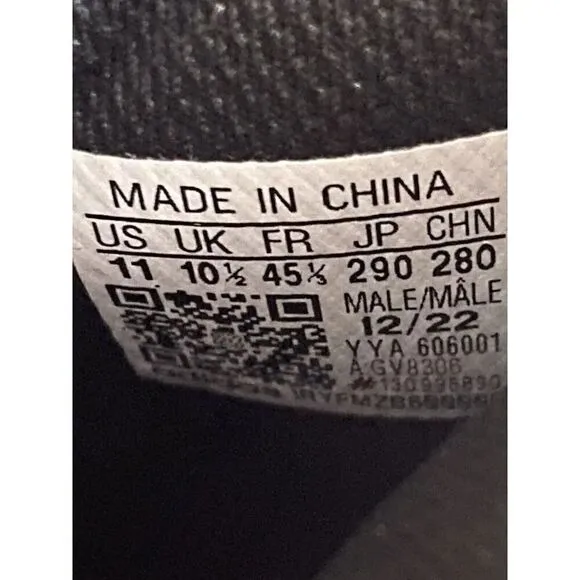 MADE IN CHINA
US UK FR JP CHN
11 10½ 45⅓ 290 280
MALE/MÂLE
12/22
YYA 606001
A GV8306